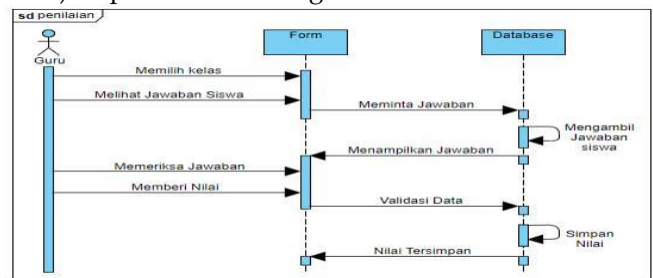 sd penilaian
Form
Database
Guru
Memilih kelas
Melihat Jawaban Siswa
Meminta Jawaban
Mengambil
Jawaban
siswa
Menampilkan Jawaban
Memeriksa Jawaban
Memberi Nilai
Validasi Data
Simpan
Nilai
Nilai Tersimpan